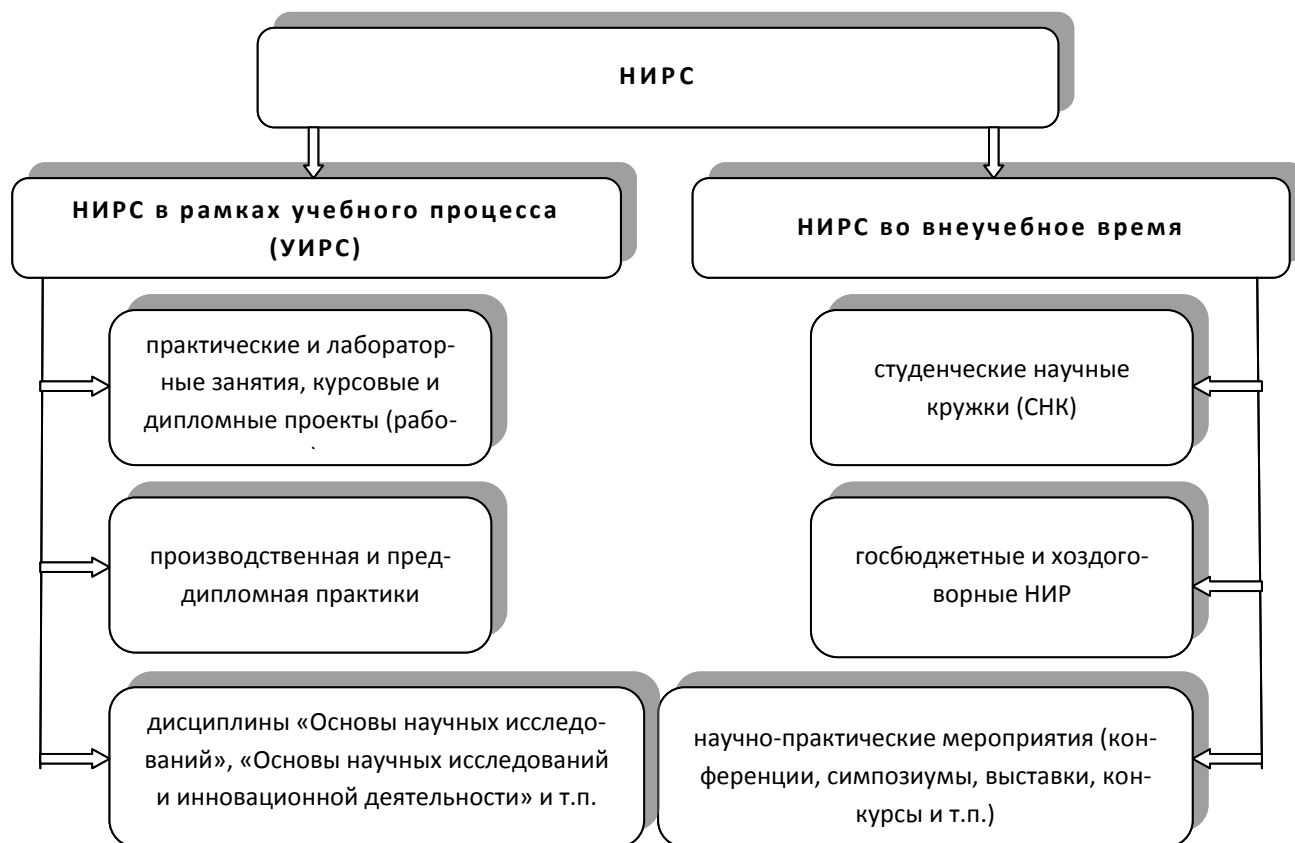 НИРС
НИРС в рамках учебного процесса
(УИРС)
практические и лаборатор-
ные занятия, курсовые и
дипломные проекты (рабо-
производственная и пред-
дипломная практики
дисциплины «Основы научных исследо-
ваний», «Основы научных исследований
и инновационной деятельности» и т.п.
НИРС во внеучебное время
студенческие научные
кружки (СНК)
госбюджетные и хоздого-
ворные НИР
научно-практические мероприятия (кон-
ференции, симпозиумы, выставки, кон-
курсы и т.п.)